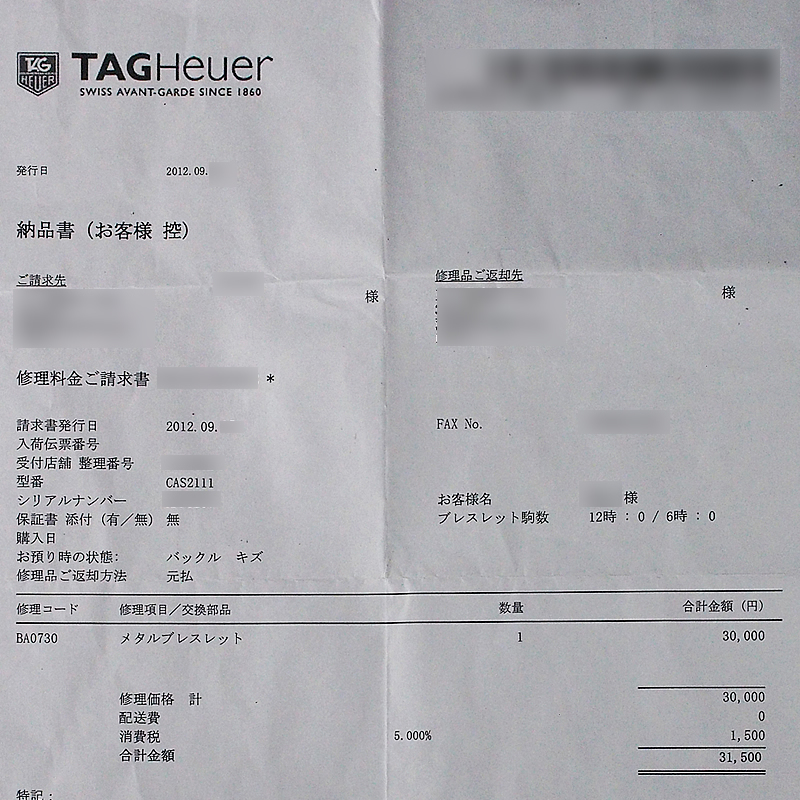 TAG HEUER TAGHeuer
SWISS AVANT-GARDE SINCE 1860
発行日 2012.09.
納品書 (お客様 控)
ご請求先
様
修理品ご返却先
様
修理料金ご請求書 *
請求書発行日 2012.09.
FAX No.
入荷伝票番号
受付店舗 整理番号
型番 CAS2111
シリアルナンバー
お客様名 様
保証書 添付 (有/無) 無
ブレスレット駒数 12時 : 0 / 6時 : 0
購入日
お預り時の状態: バックル キズ
修理品ご返却方法 元払
修理コード 修理項目/交換部品 数量 合計金額 (円)
BA0730 メタルブレスレット 1 30,000
修理価格 計 30,000
配送費 0
消費税 5.000% 1,500
合計金額 31,500
特記: